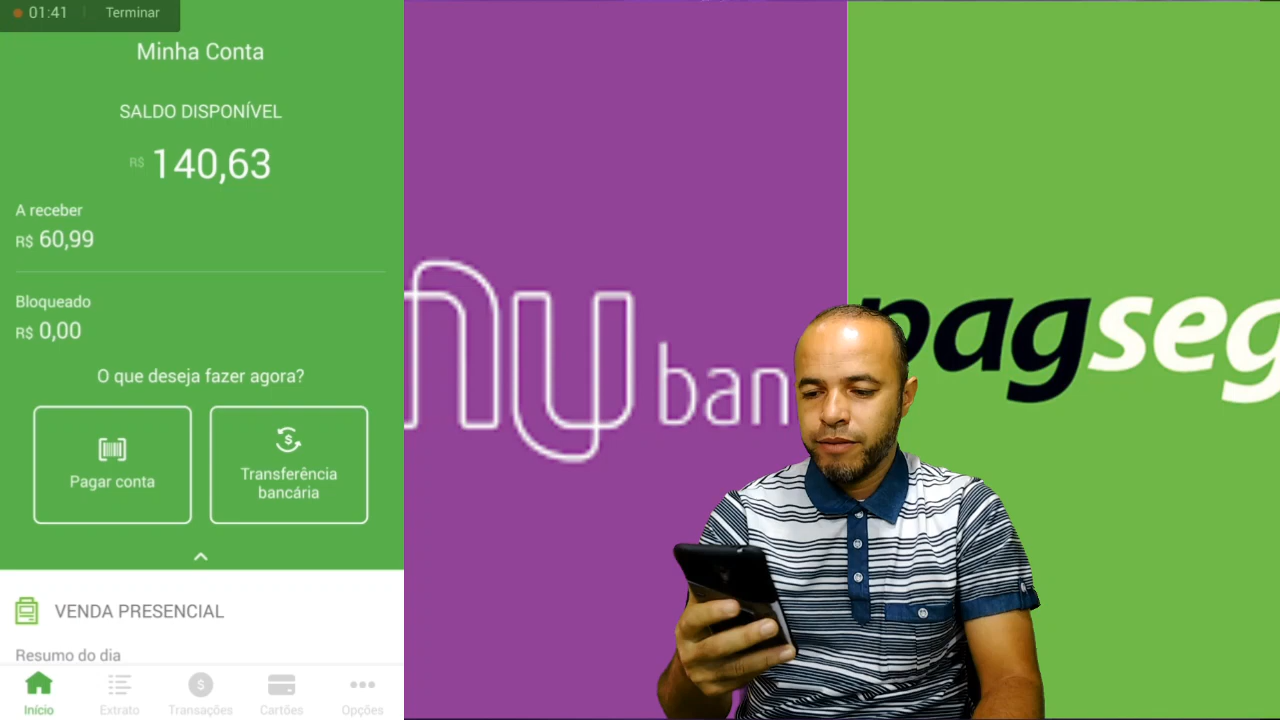 01:41 Terminar
Minha Conta
SALDO DISPONÍVEL
R$ 140,63
A receber
R$ 60,99
Bloqueado
R$ 0,00
O que deseja fazer agora?
Pagar conta
Transferência
bancária
VENDA PRESENCIAL
Resumo do dia
Início
Extrato
Transações
Cartões
Opções
nu ban
pagseg